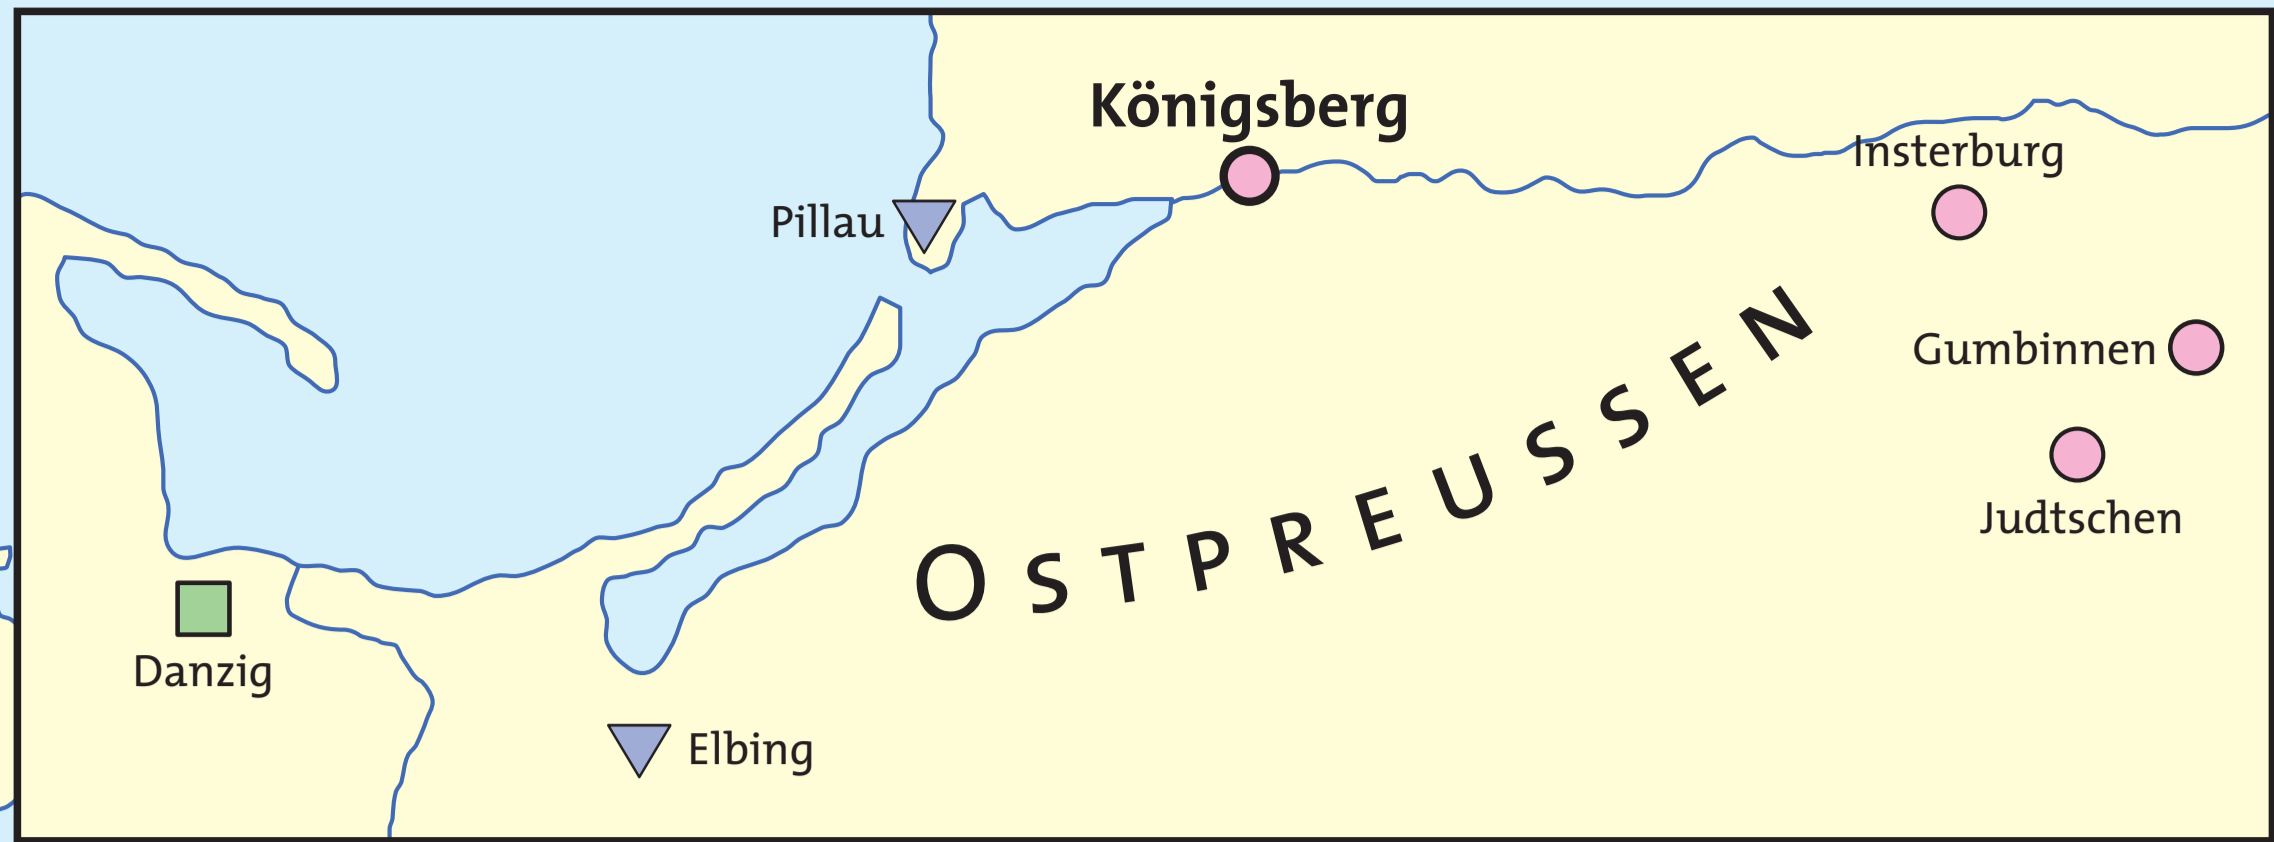 Königsberg
Insterburg
Pillau
Gumbinnen
OSTPREUSSEN
Judtschen
Danzig
Elbing